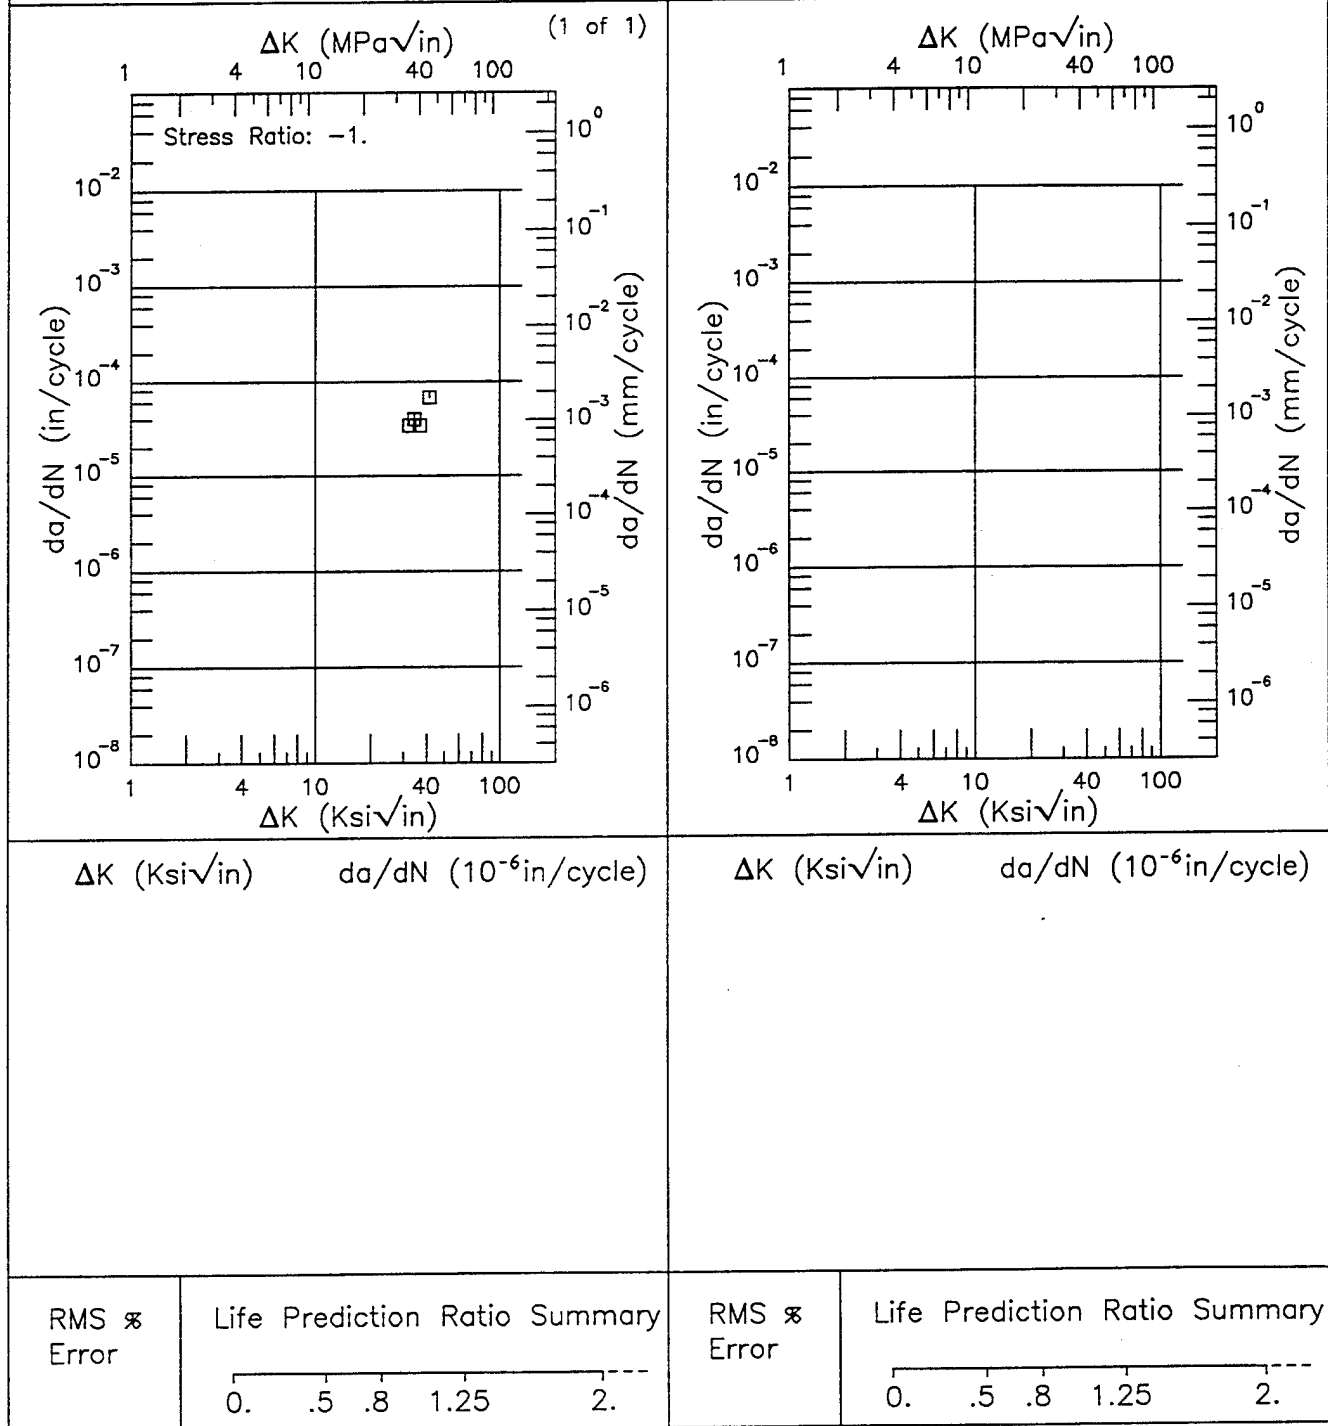 (1 of 1)
ΔK (MPa√in)
1 4 10 40 100
Stress Ratio: -1.
10⁰
10⁻¹
10⁻²
10⁻³
10⁻⁴
10⁻⁵
10⁻⁶
da/dN (mm/cycle)
10⁻²
10⁻³
10⁻⁴
10⁻⁵
10⁻⁶
10⁻⁷
10⁻⁸
da/dN (in/cycle)
1 4 10 40 100
ΔK (Ksi√in)
ΔK (MPa√in)
1 4 10 40 100
10⁰
10⁻¹
10⁻²
10⁻³
10⁻⁴
10⁻⁵
10⁻⁶
da/dN (mm/cycle)
10⁻²
10⁻³
10⁻⁴
10⁻⁵
10⁻⁶
10⁻⁷
10⁻⁸
da/dN (in/cycle)
1 4 10 40 100
ΔK (Ksi√in)
ΔK (Ksi√in) da/dN (10⁻⁶in/cycle)
ΔK (Ksi√in) da/dN (10⁻⁶in/cycle)
RMS %
Error
Life Prediction Ratio Summary
0. .5 .8 1.25 2.
RMS %
Error
Life Prediction Ratio Summary
0. .5 .8 1.25 2.